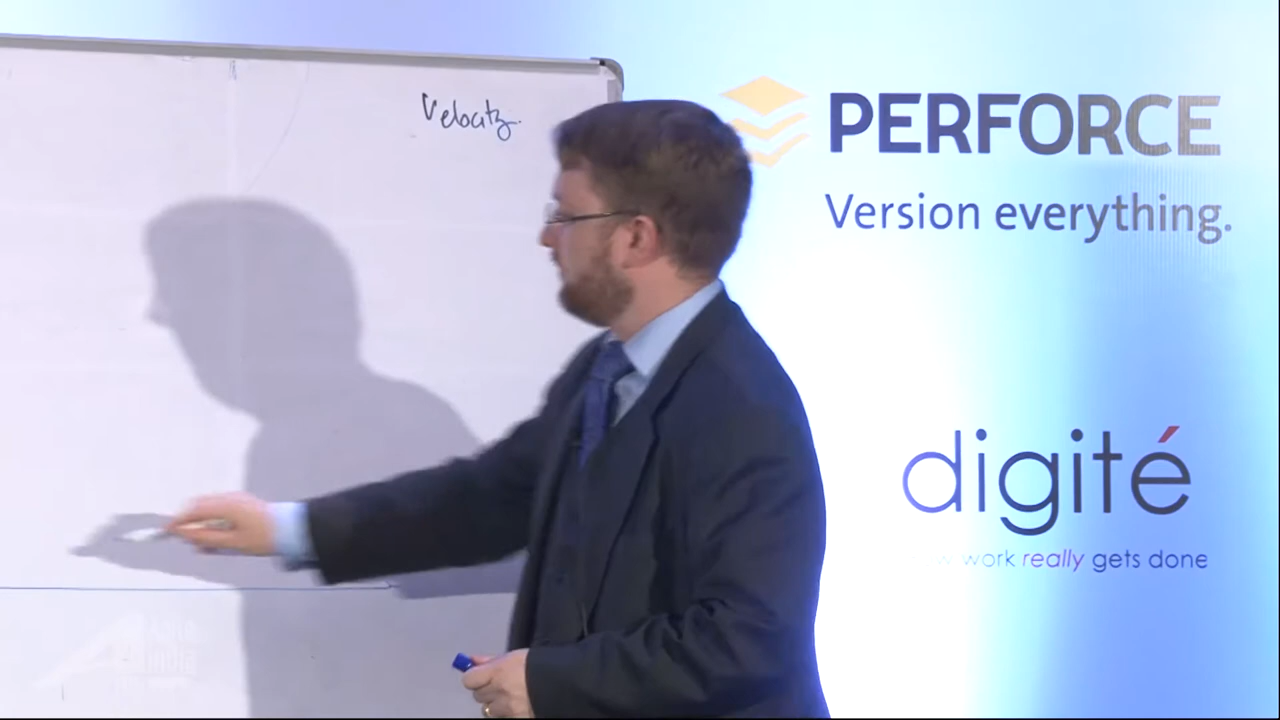 Velocity
PERFORCE
Version everything.
digité
work really gets done